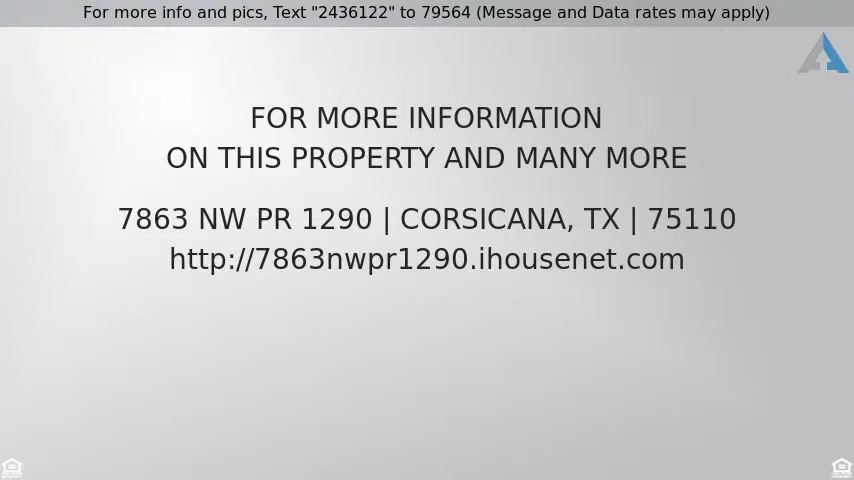 For more info and pics, Text "2436122" to 79564 (Message and Data rates may apply)
FOR MORE INFORMATION
ON THIS PROPERTY AND MANY MORE
7863 NW PR 1290 | CORSICANA, TX | 75110
http://7863nwpr1290.ihousenet.com